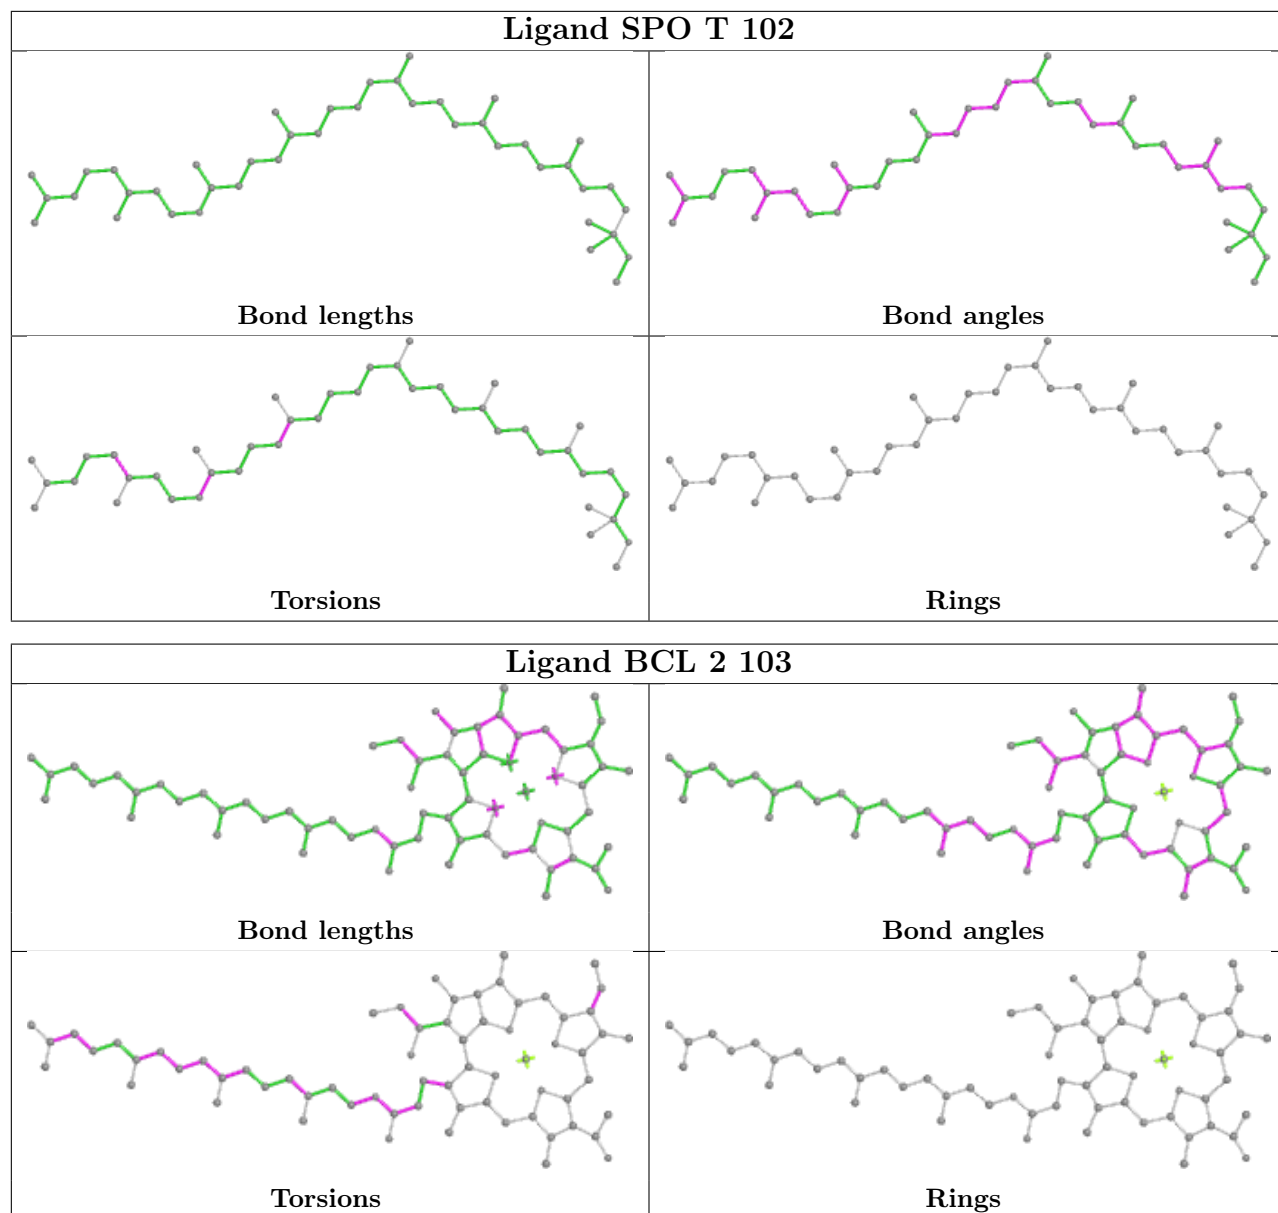 Ligand SPO T 102
Bond lengths
Bond angles
Torsions
Rings
Ligand BCL 2 103
Bond lengths
Bond angles
Torsions
Rings